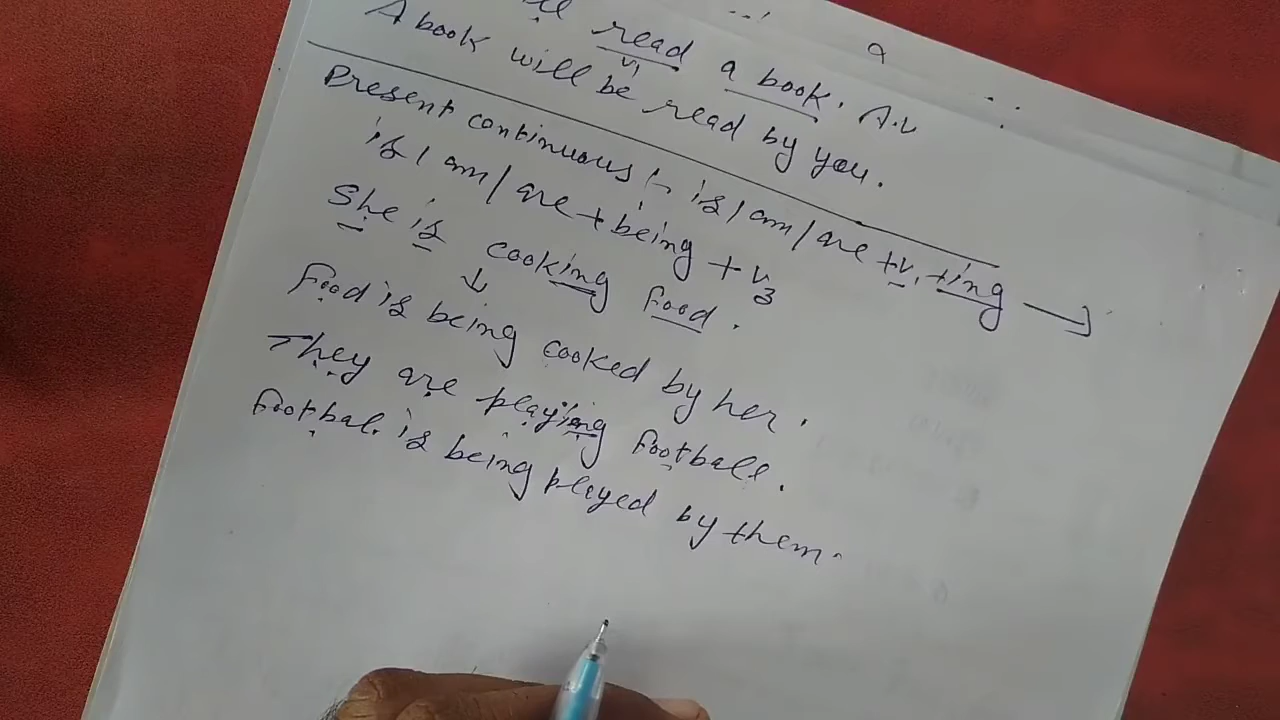 read a book. A.V
V1
A book will be read by you.
Present continuous :- is / am / are + V1 + ing →
is / am / are + being + V3
She is cooking food.
↓
Food is being cooked by her.
They are playing football.
Footbal. is being played by them.